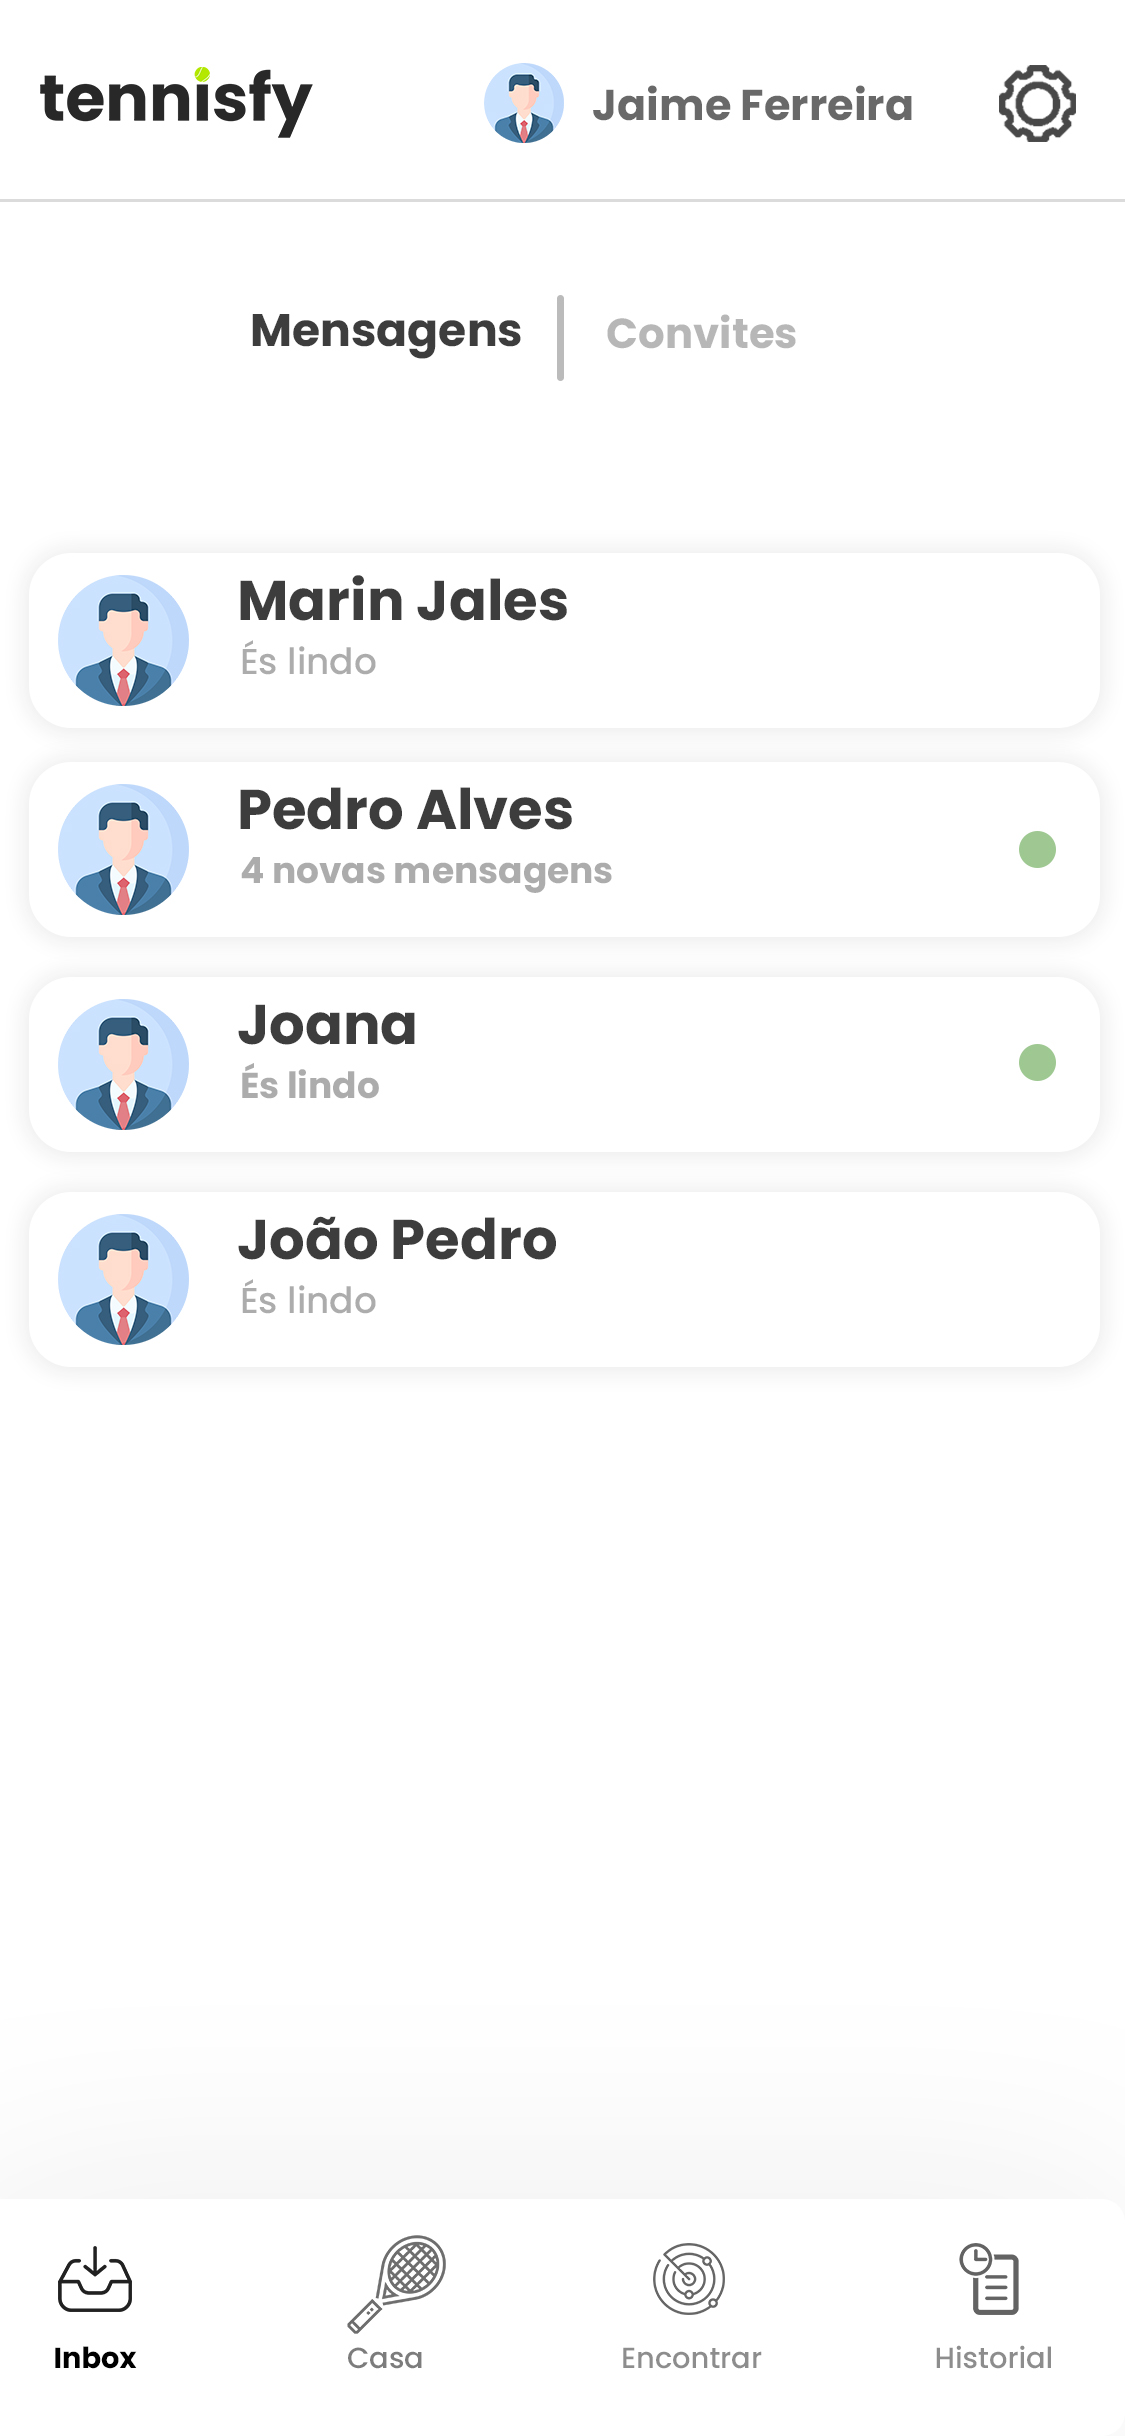 tennisfy
Jaime Ferreira
Mensagens
Convites
Marin Jales
És lindo
Pedro Alves
4 novas mensagens
Joana
És lindo
João Pedro
És lindo
Inbox
Casa
Encontrar
Historial